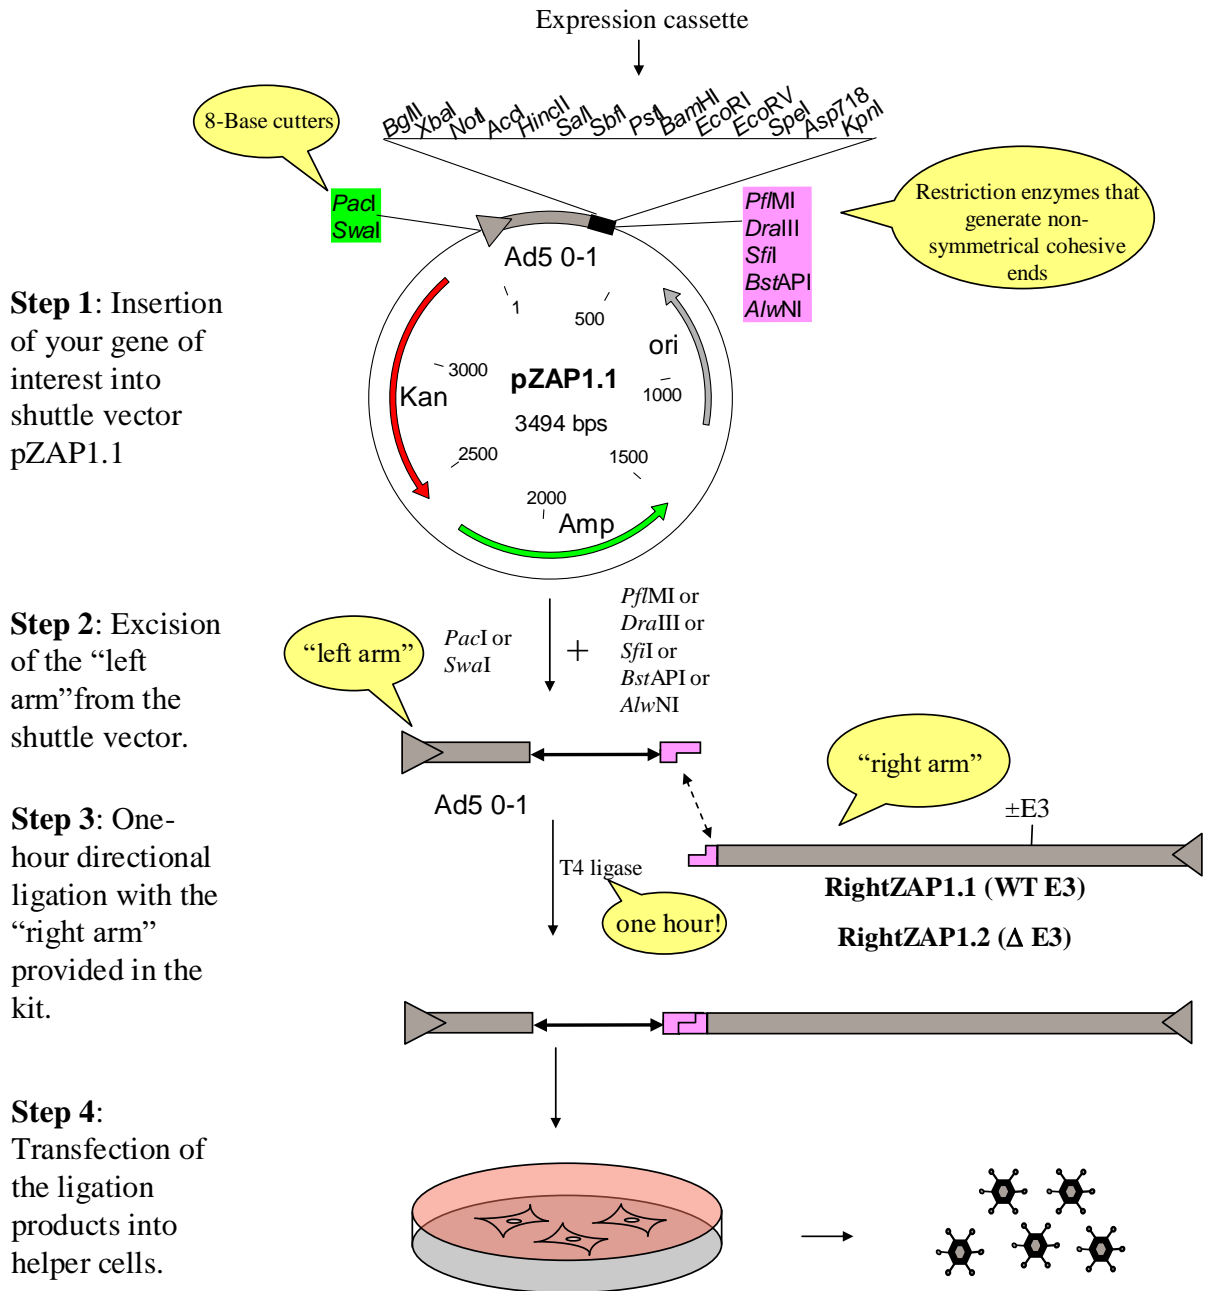 Expression cassette
8-Base cutters
BglII
XbaI
NotI
AccI
HincII
SalI
SbfI
PstI
BamHI
EcoRI
EcoRV
SpeI
Asp718
KpnI
PacI
SwaI
PflMI
DraIII
SfiI
BstAPI
AlwNI
Restriction enzymes that
generate non-
symmetrical cohesive
ends
Ad5 0-1
1
500
ori
1000
1500
2000
2500
3000
Kan
Amp
pZAP1.1
3494 bps
Step 1: Insertion
of your gene of
interest into
shuttle vector
pZAP1.1
Step 2: Excision
of the “left
arm”from the
shuttle vector.
“left arm”
PacI or
SwaI
+
PflMI or
DraIII or
SfiI or
BstAPI or
AlwNI
Ad5 0-1
“right arm”
±E3
RightZAP1.1 (WT E3)
RightZAP1.2 (Δ E3)
Step 3: One-
hour directional
ligation with the
“right arm”
provided in the
kit.
T4 ligase
one hour!
Step 4:
Transfection of
the ligation
products into
helper cells.